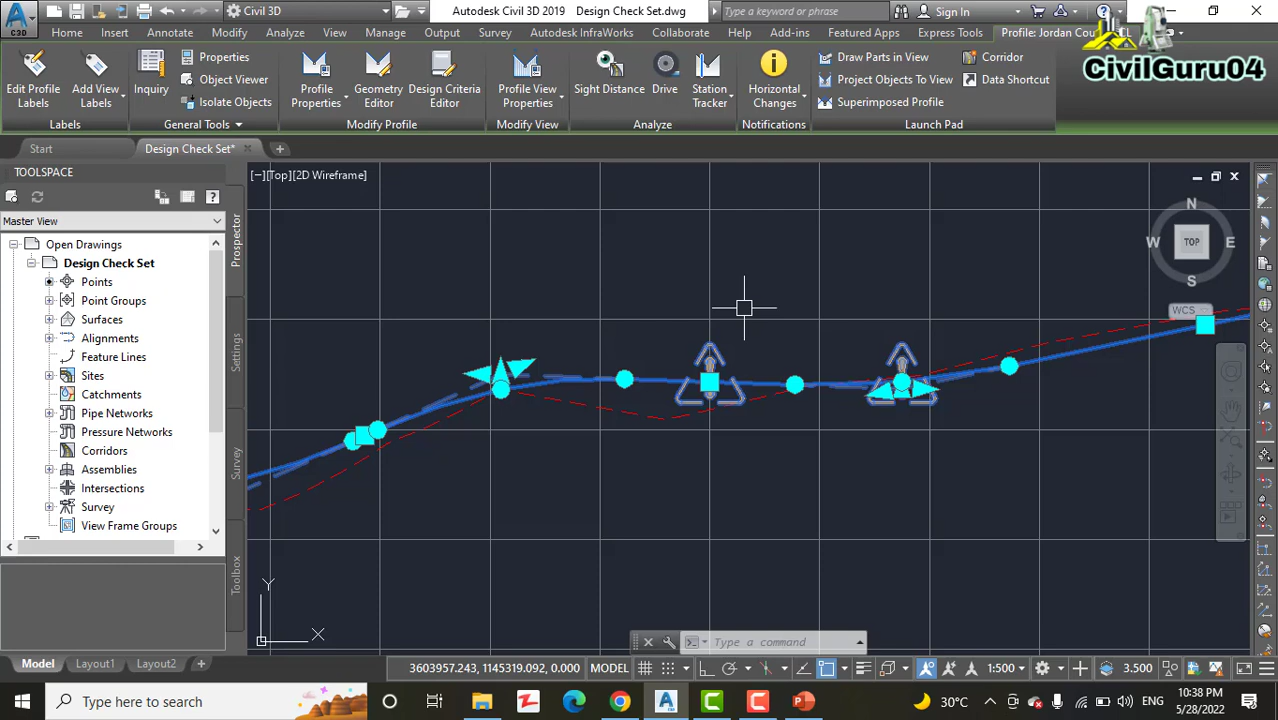 C3D
Civil 3D
Autodesk Civil 3D 2019 Design Check Set.dwg
Type a keyword or phrase
Sign In
Home Insert Annotate Modify Analyze View Manage Output Survey Autodesk InfraWorks Collaborate Help Add-ins Featured Apps Express Tools Profile: Jordan Cou CL
CivilGuru04
Edit Profile Labels
Add View Labels
Labels
Inquiry
Properties
Object Viewer
Isolate Objects
General Tools
Profile Properties
Geometry Editor
Design Criteria Editor
Modify Profile
Profile View Properties
Modify View
Sight Distance
Drive
Station Tracker
Analyze
Horizontal Changes
Notifications
Draw Parts in View
Project Objects To View
Superimposed Profile
Corridor
Data Shortcut
Launch Pad
Start Design Check Set*
TOOLSPACE
Master View
Open Drawings
Design Check Set
Points
Point Groups
Surfaces
Alignments
Feature Lines
Sites
Catchments
Pipe Networks
Pressure Networks
Corridors
Assemblies
Intersections
Survey
View Frame Groups
Prospector
Settings
Survey
Toolbox
[−][Top][2D Wireframe]
N
W TOP E
S
WCS
Y
X
Type a command
Model Layout1 Layout2
3603957.243, 1145319.092, 0.000 MODEL 1:500 3.500
Type here to search
30°C ENG 10:38 PM
5/28/2022